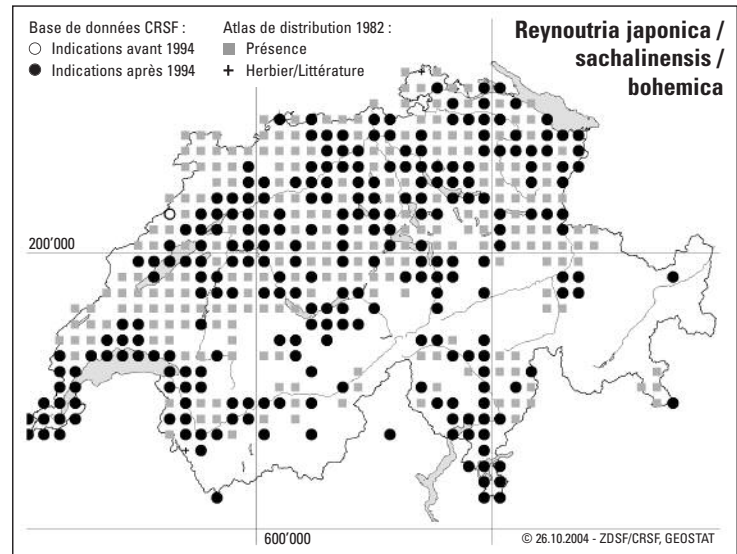 Base de données CRSF :
Indications avant 1994
Indications après 1994
Atlas de distribution 1982 :
Présence
+ Herbier/Littérature
Reynoutria japonica /
sachalinensis /
bohemica
200'000
600'000
© 26.10.2004 - ZDSF/CRSF, GEOSTAT